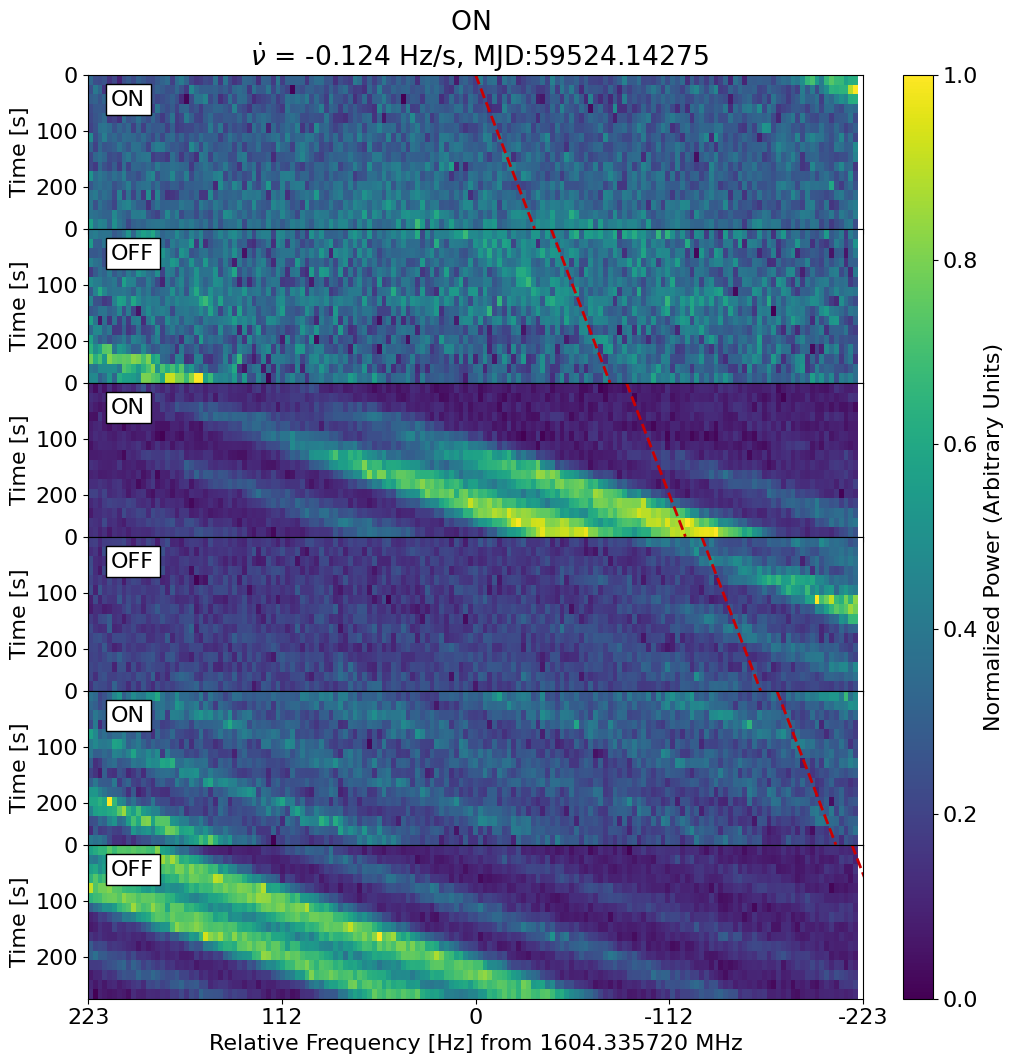 ON
ν̇ = -0.124 Hz/s, MJD:59524.14275
0
100
200
Time [s]
ON
0
100
200
Time [s]
OFF
0
100
200
Time [s]
ON
0
100
200
Time [s]
OFF
0
100
200
Time [s]
ON
0
100
200
Time [s]
OFF
223 112 0 -112 -223
Relative Frequency [Hz] from 1604.335720 MHz
1.0
0.8
0.6
0.4
0.2
0.0
Normalized Power (Arbitrary Units)